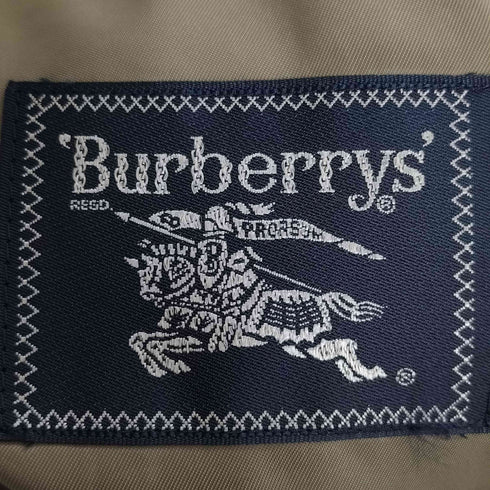 'Burberrys'
REGD. ®
PRORSUM
®